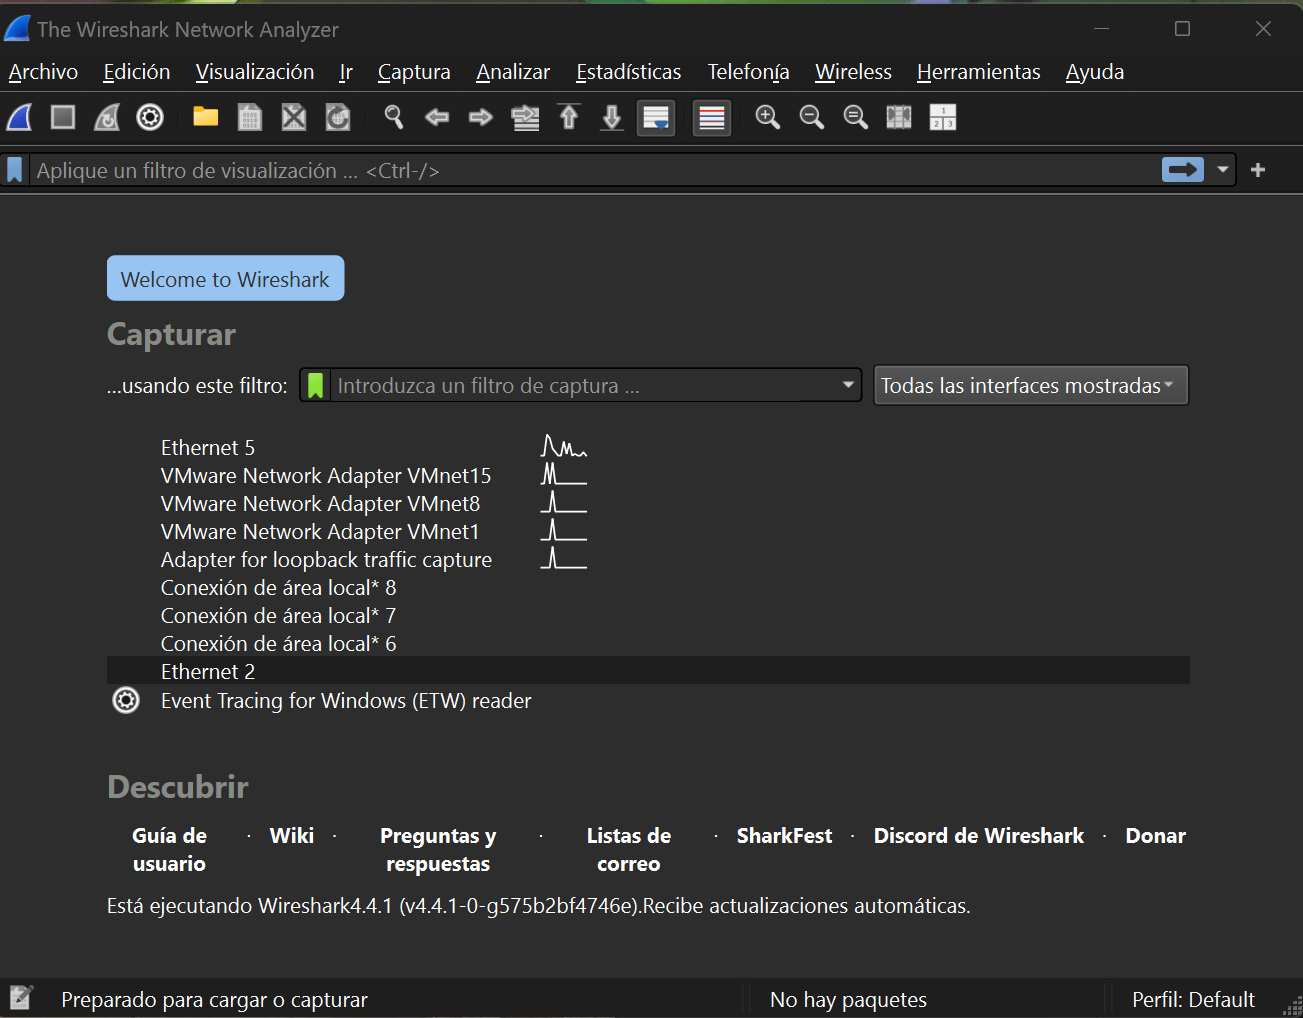 The Wireshark Network Analyzer
Archivo Edición Visualización Ir Captura Analizar Estadísticas Telefonía Wireless Herramientas Ayuda
Aplique un filtro de visualización ... <Ctrl-/>
Welcome to Wireshark
Capturar
...usando este filtro: Introduzca un filtro de captura ... Todas las interfaces mostradas
Ethernet 5
VMware Network Adapter VMnet15
VMware Network Adapter VMnet8
VMware Network Adapter VMnet1
Adapter for loopback traffic capture
Conexión de área local* 8
Conexión de área local* 7
Conexión de área local* 6
Ethernet 2
Event Tracing for Windows (ETW) reader
Descubrir
Guía de usuario · Wiki · Preguntas y respuestas · Listas de correo · SharkFest · Discord de Wireshark · Donar
Está ejecutando Wireshark4.4.1 (v4.4.1-0-g575b2bf4746e).Recibe actualizaciones automáticas.
Preparado para cargar o capturar No hay paquetes Perfil: Default